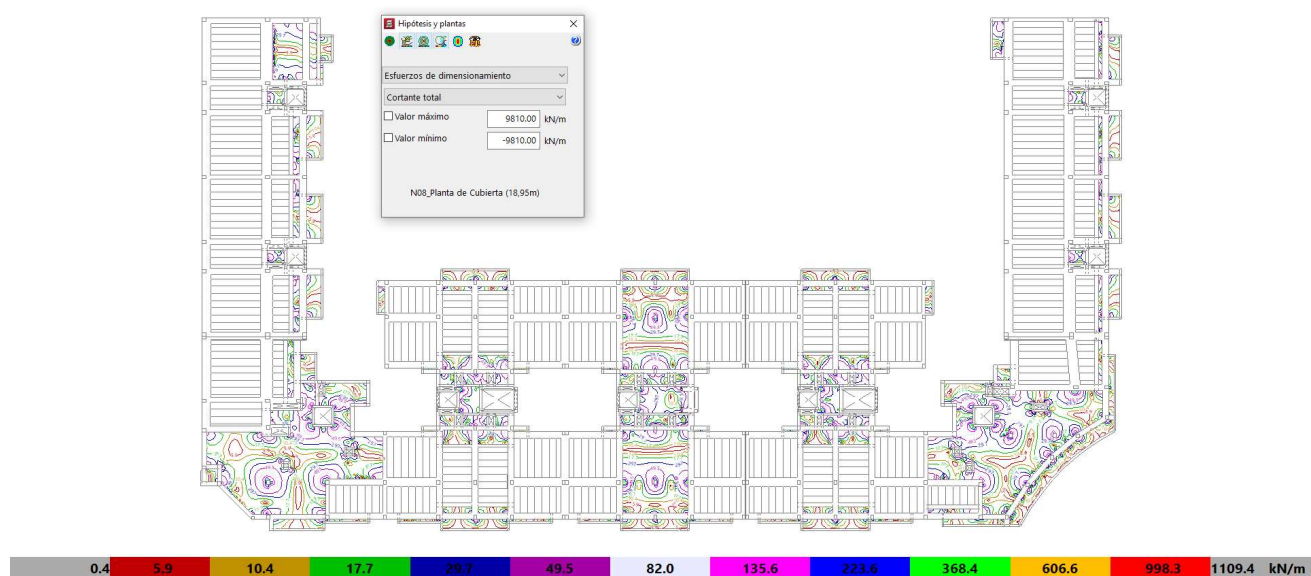 Hipótesis y plantas
Esfuerzos de dimensionamiento
Cortante total
Valor máximo 9810.00 kN/m
Valor mínimo -9810.00 kN/m
N08_Planta de Cubierta (18,95m)
0.4 5.9 10.4 17.7 29.7 49.5 82.0 135.6 223.6 368.4 606.6 998.3 1109.4 kN/m